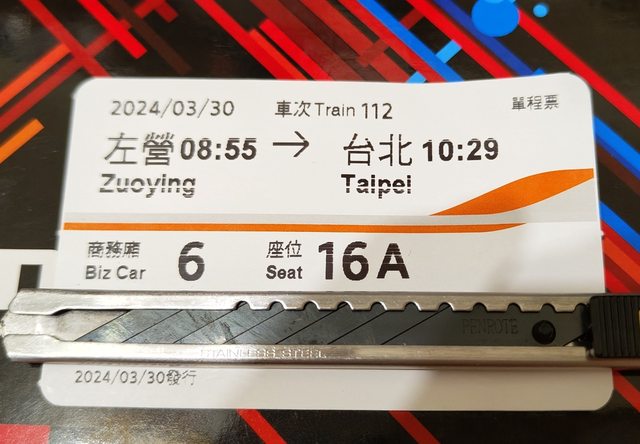 2024/03/30 車次 Train 112 單程票
左營 08:55 → 台北 10:29
Zuoying Taipei
商務廂 6 座位 16A
Biz Car Seat
PENROTE
STAINLESS STEEL
2024/03/30發行